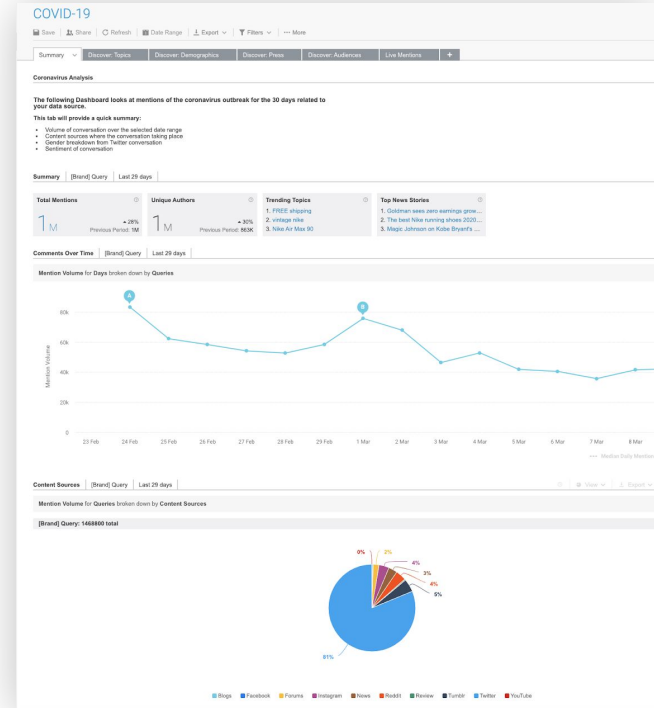 COVID-19
Save Share Refresh Date Range Export Filters More
Summary Discover: Topics Discover: Demographics Discover: Press Discover: Audiences Live Mentions +
Coronavirus Analysis
The following Dashboard looks at mentions of the coronavirus outbreak for the 30 days related to
your data source.
This tab will provide a quick summary:
• Volume of conversation over the selected date range
• Content sources where the conversation taking place
• Gender breakdown from Twitter conversation
• Sentiment of conversation
Summary [Brand] Query Last 29 days
Total Mentions Unique Authors Trending Topics Top News Stories
1 M 28% Previous Period: 1M
1 M 30% Previous Period: 863K
1. FREE shipping
2. vintage nike
3. Nike Air Max 90
1. Goldman sees zero earnings grow...
2. The best Nike running shoes 2020...
3. Magic Johnson on Kobe Bryant's ...
Comments Over Time [Brand] Query Last 29 days
Mention Volume for Days broken down by Queries
A
B
80k
60k
40k
20k
0
Mention Volume
23 Feb 24 Feb 25 Feb 26 Feb 27 Feb 28 Feb 29 Feb 1 Mar 2 Mar 3 Mar 4 Mar 5 Mar 6 Mar 7 Mar 8 Mar
Median Daily Mention
Content Sources [Brand] Query Last 29 days View Export
Mention Volume for Queries broken down by Content Sources
[Brand] Query: 1468800 total
0% 2%
4%
3%
4%
5%
81%
Blogs Facebook Forums Instagram News Reddit Review Tumblr Twitter YouTube